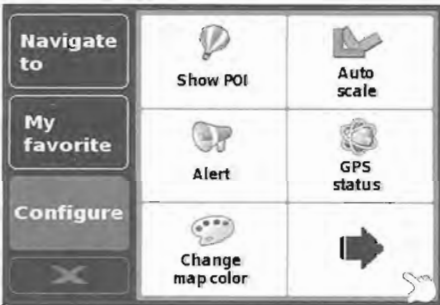 Navigate
to
My
favorite
Configure
Show POI
Auto
scale
Alert
GPS
status
Change
map color